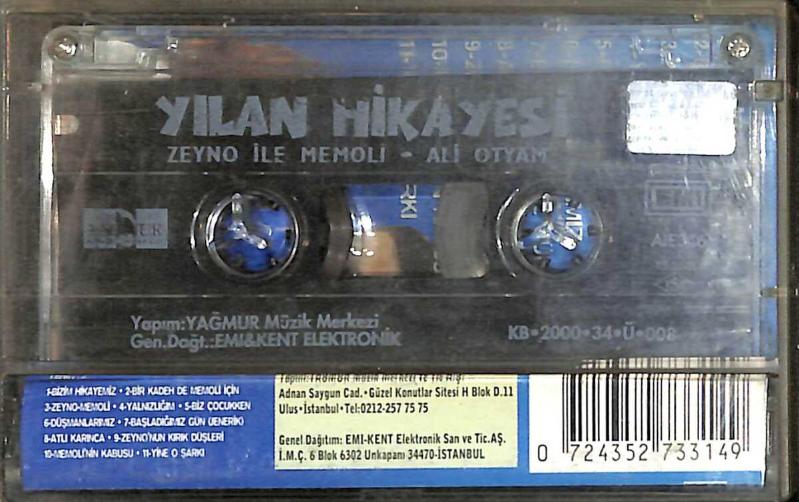 YILAN HİKAYESİ
ZEYNO İLE MEMOLI - ALİ OTYAM
EMI
Yapım:YAĞMUR Müzik Merkezi
Gen.Dağt.:EMI&KENT ELEKTRONİK
KB•2000•34•Ü•008
1-BİZİM HİKAYEMİZ • 2-BİR KADEH DE MEMOLİ İÇİN
3-ZEYNO-MEMOLİ • 4-YALNIZLIĞIM • 5-BİZ ÇOCUKKEN
6-DÜŞMANLARIMIZ • 7-BAŞLADIĞIMIZ GÜN (JENERİK)
8-ATLI KARINCA • 9-ZEYNO'NUN KIRIK DÜŞLERİ
10-MEMOLİ'NİN KABUSU • 11-YİNE O ŞARKI
Adnan Saygun Cad. • Güzel Konutlar Sitesi H Blok D.11
Ulus•İstanbul•Tel:0212-257 75 75
Genel Dağıtım: EMI-KENT Elektronik San ve Tic.AŞ.
İ.M.Ç. 6 Blok 6302 Unkapanı 34470-İSTANBUL
0 724352 733149